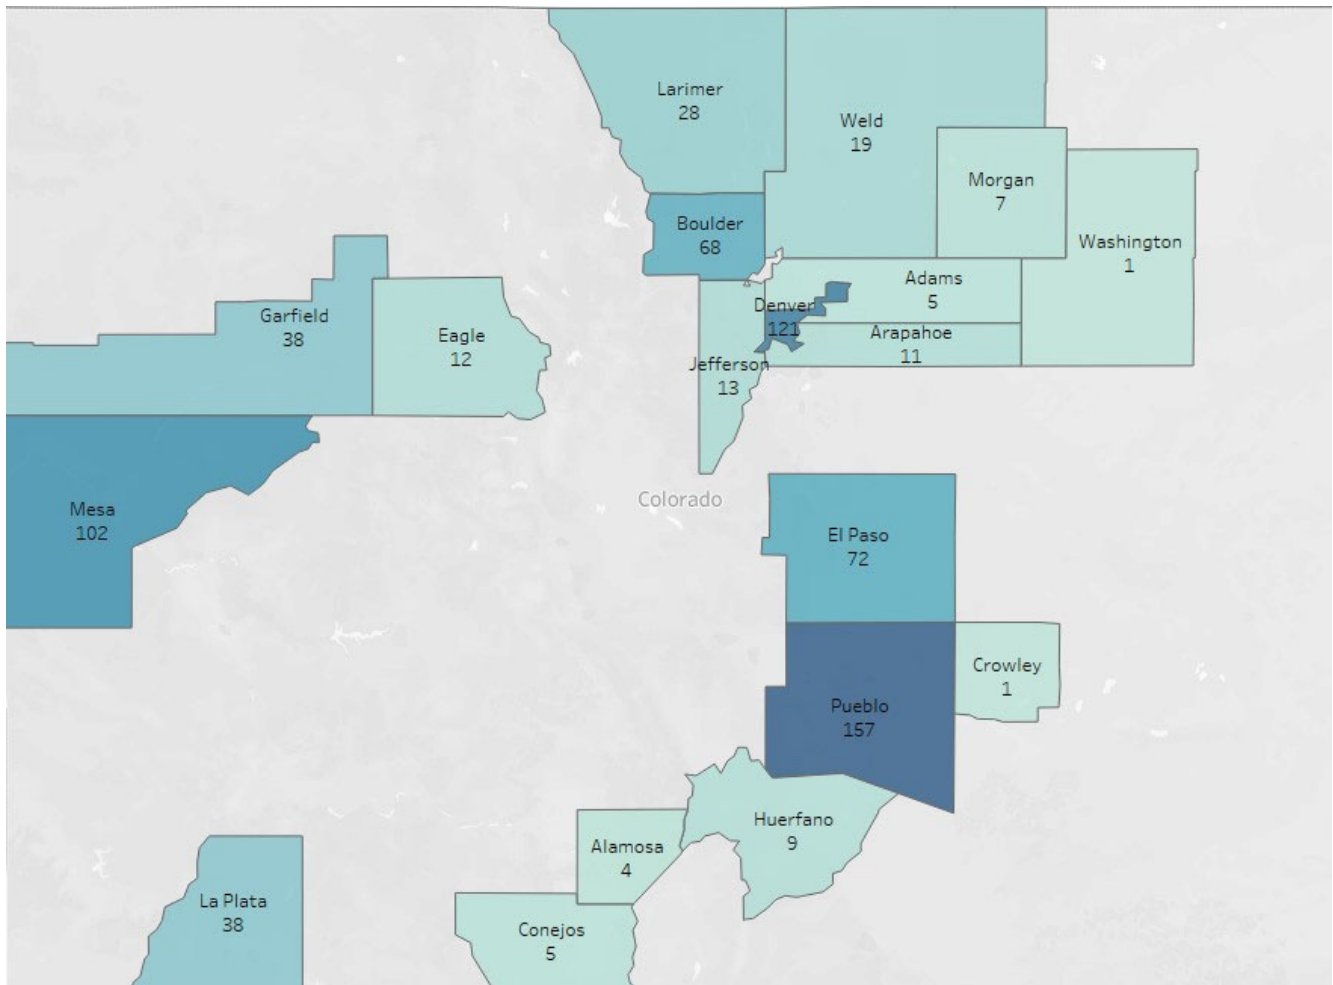 Larimer
28
Weld
19
Morgan
7
Washington
1
Boulder
68
Adams
5
Denver
121
Arapahoe
11
Garfield
38
Eagle
12
Jefferson
13
Mesa
102
Colorado
El Paso
72
Crowley
1
Pueblo
157
Huerfano
9
Alamosa
4
La Plata
38
Conejos
5